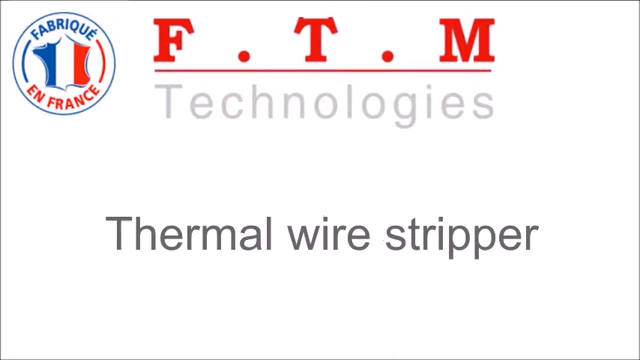 FABRIQUÉ
EN FRANCE
F.T.M
Technologies
Thermal wire stripper